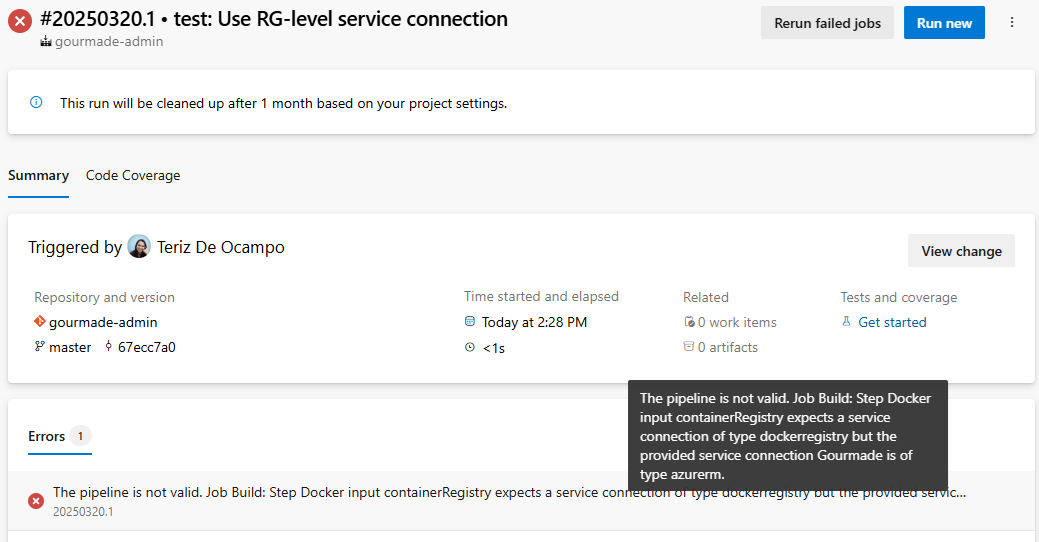 #20250320.1 • test: Use RG-level service connection
gourmade-admin
Rerun failed jobs
Run new
This run will be cleaned up after 1 month based on your project settings.
Summary
Code Coverage
Triggered by Teriz De Ocampo
View change
Repository and version
gourmade-admin
master 67ecc7a0
Time started and elapsed
Today at 2:28 PM
<1s
Related
0 work items
0 artifacts
Tests and coverage
Get started
The pipeline is not valid. Job Build: Step Docker
input containerRegistry expects a service
connection of type dockerregistry but the
provided service connection Gourmade is of
type azurerm.
Errors 1
The pipeline is not valid. Job Build: Step Docker input containerRegistry expects a service connection of type dockerregistry but the provided servic...
20250320.1